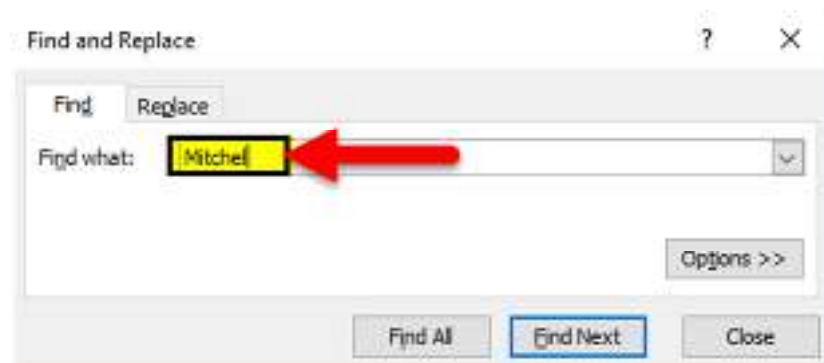 Find and Replace ?
Find Replace
Find what: Mitchel
Options >>
Find All Find Next Close